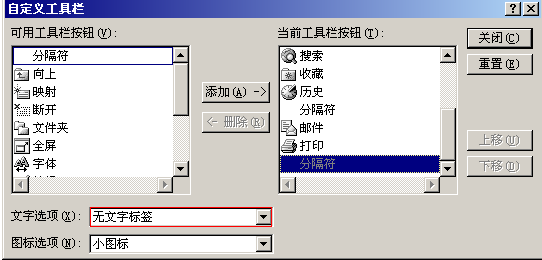 自定义工具栏
可用工具栏按钮(V):
分隔符
向上
映射
断开
文件夹
全屏
字体
添加(A) ->
<- 删除(R)
当前工具栏按钮(T):
搜索
收藏
历史
分隔符
邮件
打印
分隔符
关闭(C)
重置(E)
上移(U)
下移(D)
文字选项(X): 无文字标签
图标选项(N): 小图标